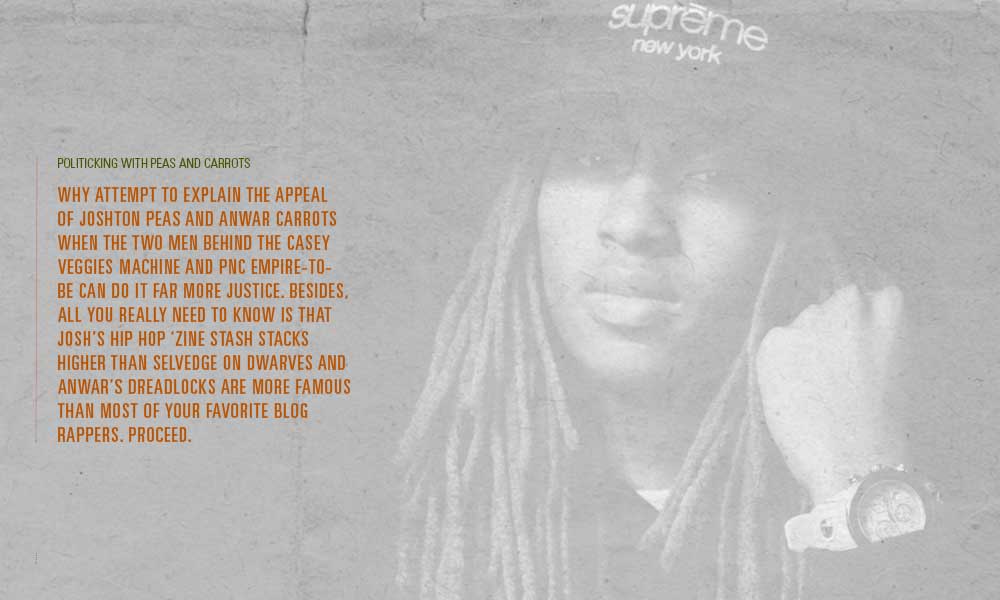 suprēme
new york
POLITICKING WITH PEAS AND CARROTS
WHY ATTEMPT TO EXPLAIN THE APPEAL
OF JOSHTON PEAS AND ANWAR CARROTS
WHEN THE TWO MEN BEHIND THE CASEY
VEGGIES MACHINE AND PNC EMPIRE-TO-
BE CAN DO IT FAR MORE JUSTICE. BESIDES,
ALL YOU REALLY NEED TO KNOW IS THAT
JOSH'S HIP HOP 'ZINE STASH STACKS
HIGHER THAN SELVEDGE ON DWARVES AND
ANWAR'S DREADLOCKS ARE MORE FAMOUS
THAN MOST OF YOUR FAVORITE BLOG
RAPPERS. PROCEED.